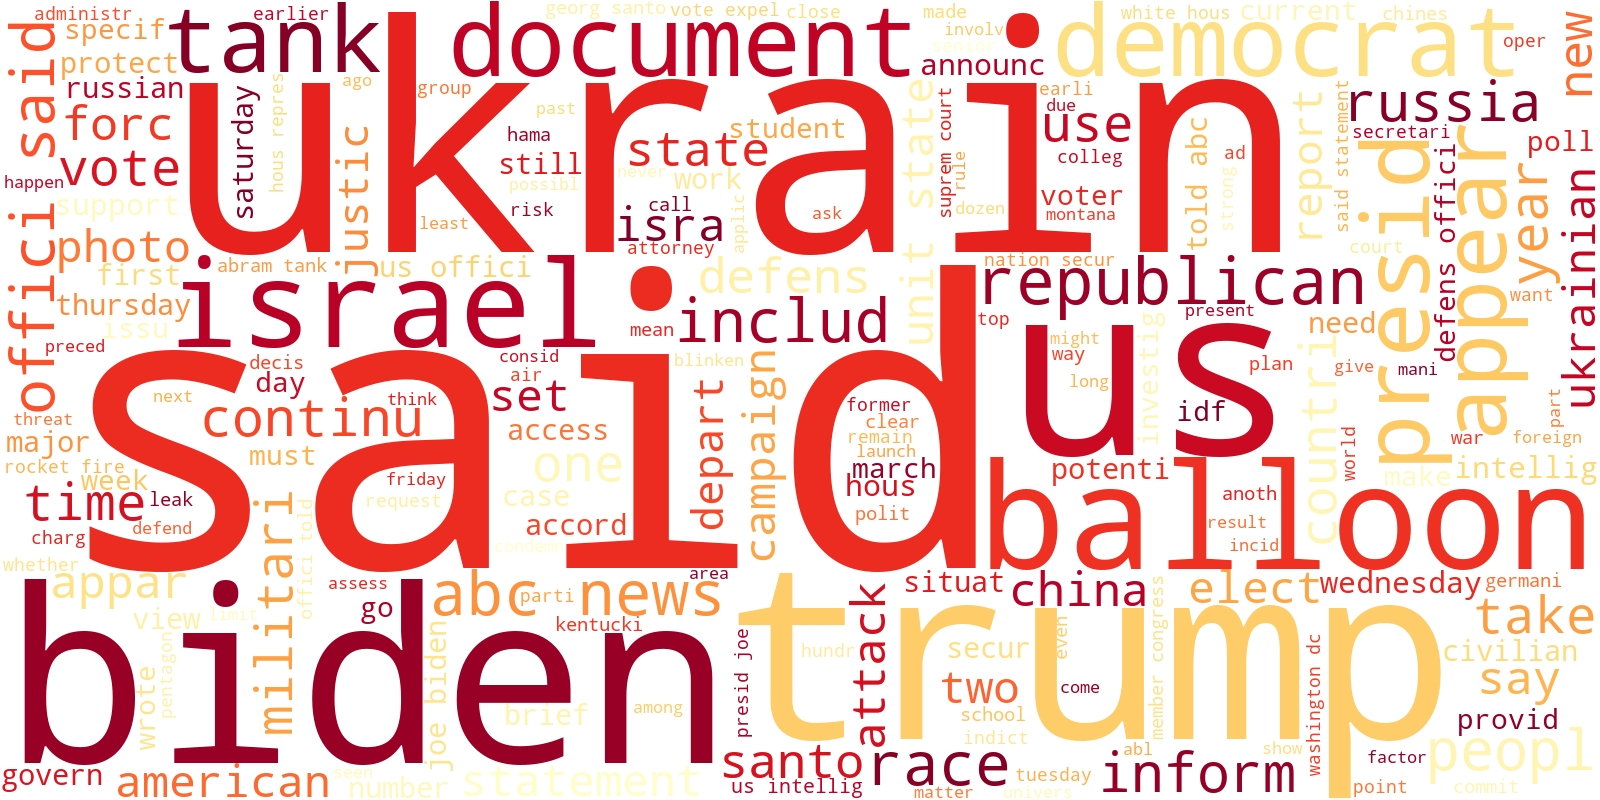 administr
earlier
georg santo
vote expel
close
made
white hous
current
chines
specif
tank
document
involv
democrat
oper
new
protect
senior
announc
russian
ago
group
past
earli
due
russia
offici said
forc
saturday
hous repres
ukrain
hama
student
suprem court
use
told abc
said statement
secretari
vote
justic
still
state
colleg
ad
report
presid
appear
poll
happen
possibl
never
work
rule
strong
year
support
risk
call
isra
applic
dozen
voter
montana
least
ask
photo
attorney
unit state
court
defens offici
ukrainian
first
abram tank
us offici
defens
nation secur
thursday
israel
republican
want
issu
mean
includ
top
present
need
preced
decis
consid
blinken
us
might
way
investig
countri
plan
give
mani
part
day
air
set
campaign
long
idf
next
think
former
threat
continu
said
clear
world
war
foreign
major
must
access
depart
remain
launch
rocket fire
week
one
march
potenti
make
intellig
time
leak
friday
request
case
hous
balloon
anoth
defend
militari
offici told
accord
polit
result
charg
condemn
incid
whether
area
appar
assess
abc news
situat
china
elect
wednesday
germani
view
limit
go
parti
kentucki
attack
member congress
take
biden
trump
wrote
pentagon
joe biden
presid joe
hundr
secur
even
washington dc
civilian
brief
among
two
come
say
school
indict
provid
govern
seen
santo
race
abl
show
factor
peopl
american
number
statement
us intellig
matter
tuesday
univers
inform
point
commit